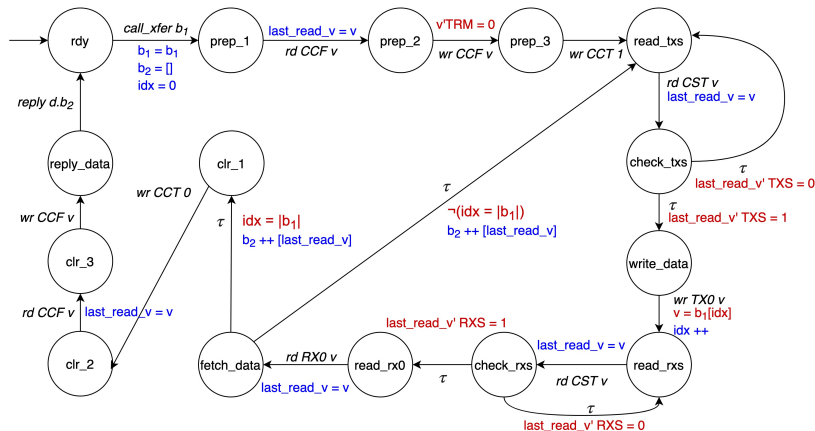 rdy
call_xfer b₁
b₁ = b₁
b₂ = []
idx = 0
prep_1
last_read_v = v
rd CCF v
prep_2
v'TRM = 0
wr CCF v
prep_3
wr CCT 1
read_txs
rd CST v
last_read_v = v
check_txs
τ
last_read_v' TXS = 0
τ
last_read_v' TXS = 1
write_data
wr TX0 v
v = b₁[idx]
idx ++
read_rxs
last_read_v = v
rd CST v
check_rxs
τ
last_read_v' RXS = 0
last_read_v' RXS = 1
τ
read_rx0
rd RX0 v
last_read_v = v
fetch_data
τ
¬(idx = |b₁|)
b₂ ++ [last_read_v]
τ
idx = |b₁|
b₂ ++ [last_read_v]
clr_1
wr CCT 0
clr_2
rd CCF v
last_read_v = v
clr_3
wr CCF v
reply_data
reply d.b₂